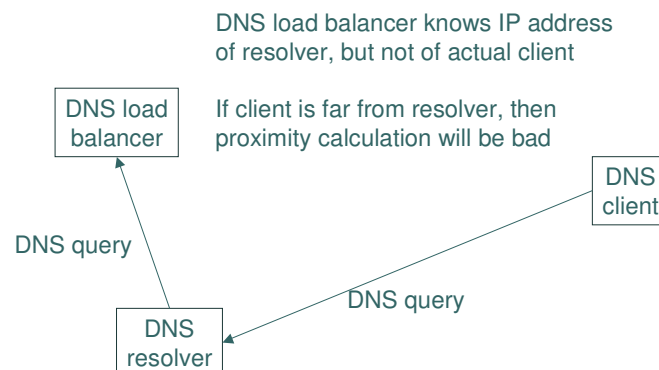 DNS load balancer knows IP address
of resolver, but not of actual client
DNS load
balancer
If client is far from resolver, then
proximity calculation will be bad
DNS
client
DNS query
DNS query
DNS
resolver